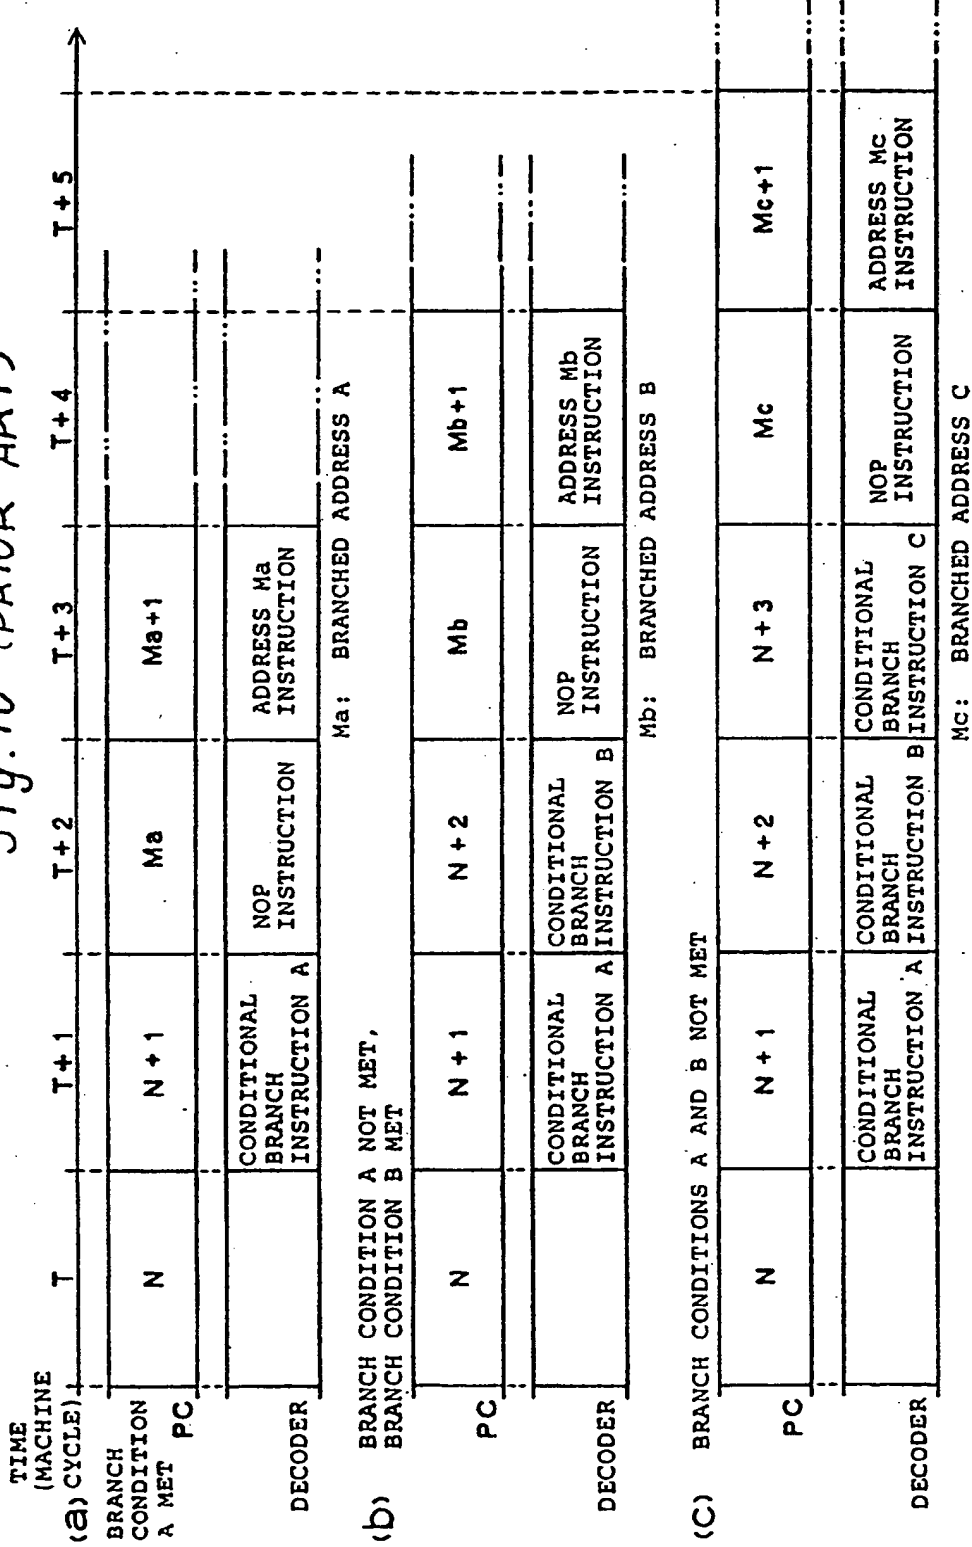 Fig. 10 (PRIOR ART)
TIME
(MACHINE
CYCLE)
T T+1 T+2 T+3 T+4 T+5
(a)
BRANCH
CONDITION
A MET
PC
N N+1 Ma Ma+1
DECODER
CONDITIONAL
BRANCH
INSTRUCTION A
NOP
INSTRUCTION
ADDRESS Ma
INSTRUCTION
Ma: BRANCHED ADDRESS A
(b)
BRANCH CONDITION A NOT MET,
BRANCH CONDITION B MET
PC
N N+1 N+2 Mb Mb+1
DECODER
CONDITIONAL
BRANCH
INSTRUCTION A
CONDITIONAL
BRANCH
INSTRUCTION B
NOP
INSTRUCTION
ADDRESS Mb
INSTRUCTION
Mb: BRANCHED ADDRESS B
(C)
BRANCH CONDITIONS A AND B NOT MET
PC
N N+1 N+2 N+3 Mc Mc+1
DECODER
CONDITIONAL
BRANCH
INSTRUCTION A
CONDITIONAL
BRANCH
INSTRUCTION B
CONDITIONAL
BRANCH
INSTRUCTION C
NOP
INSTRUCTION
ADDRESS Mc
INSTRUCTION
Mc: BRANCHED ADDRESS C